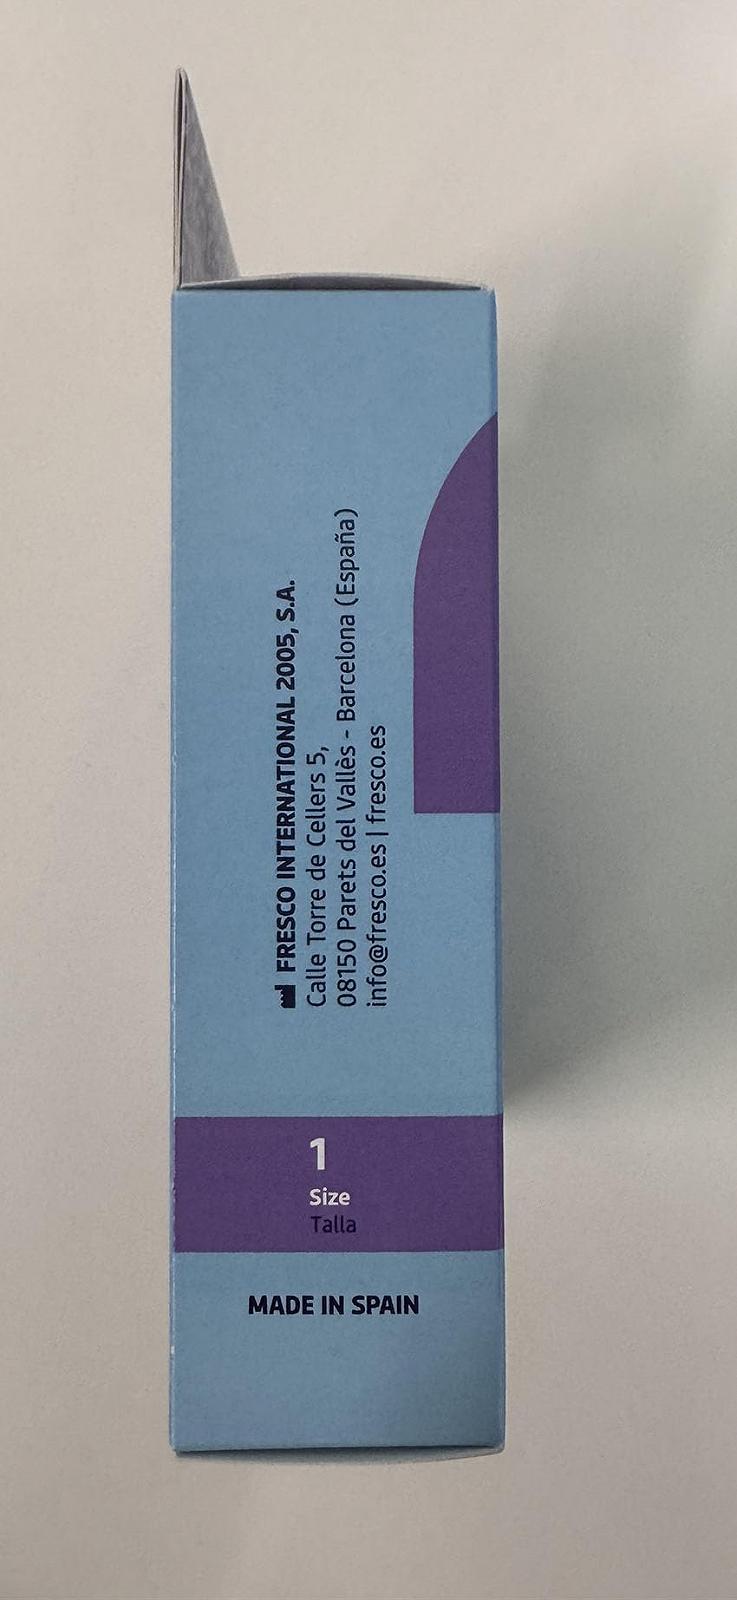 FRESCO INTERNATIONAL 2005, S.A.
Calle Torre de Cellers 5,
08150 Parets del Vallès - Barcelona (España)
info@fresco.es | fresco.es
1
Size
Talla
MADE IN SPAIN